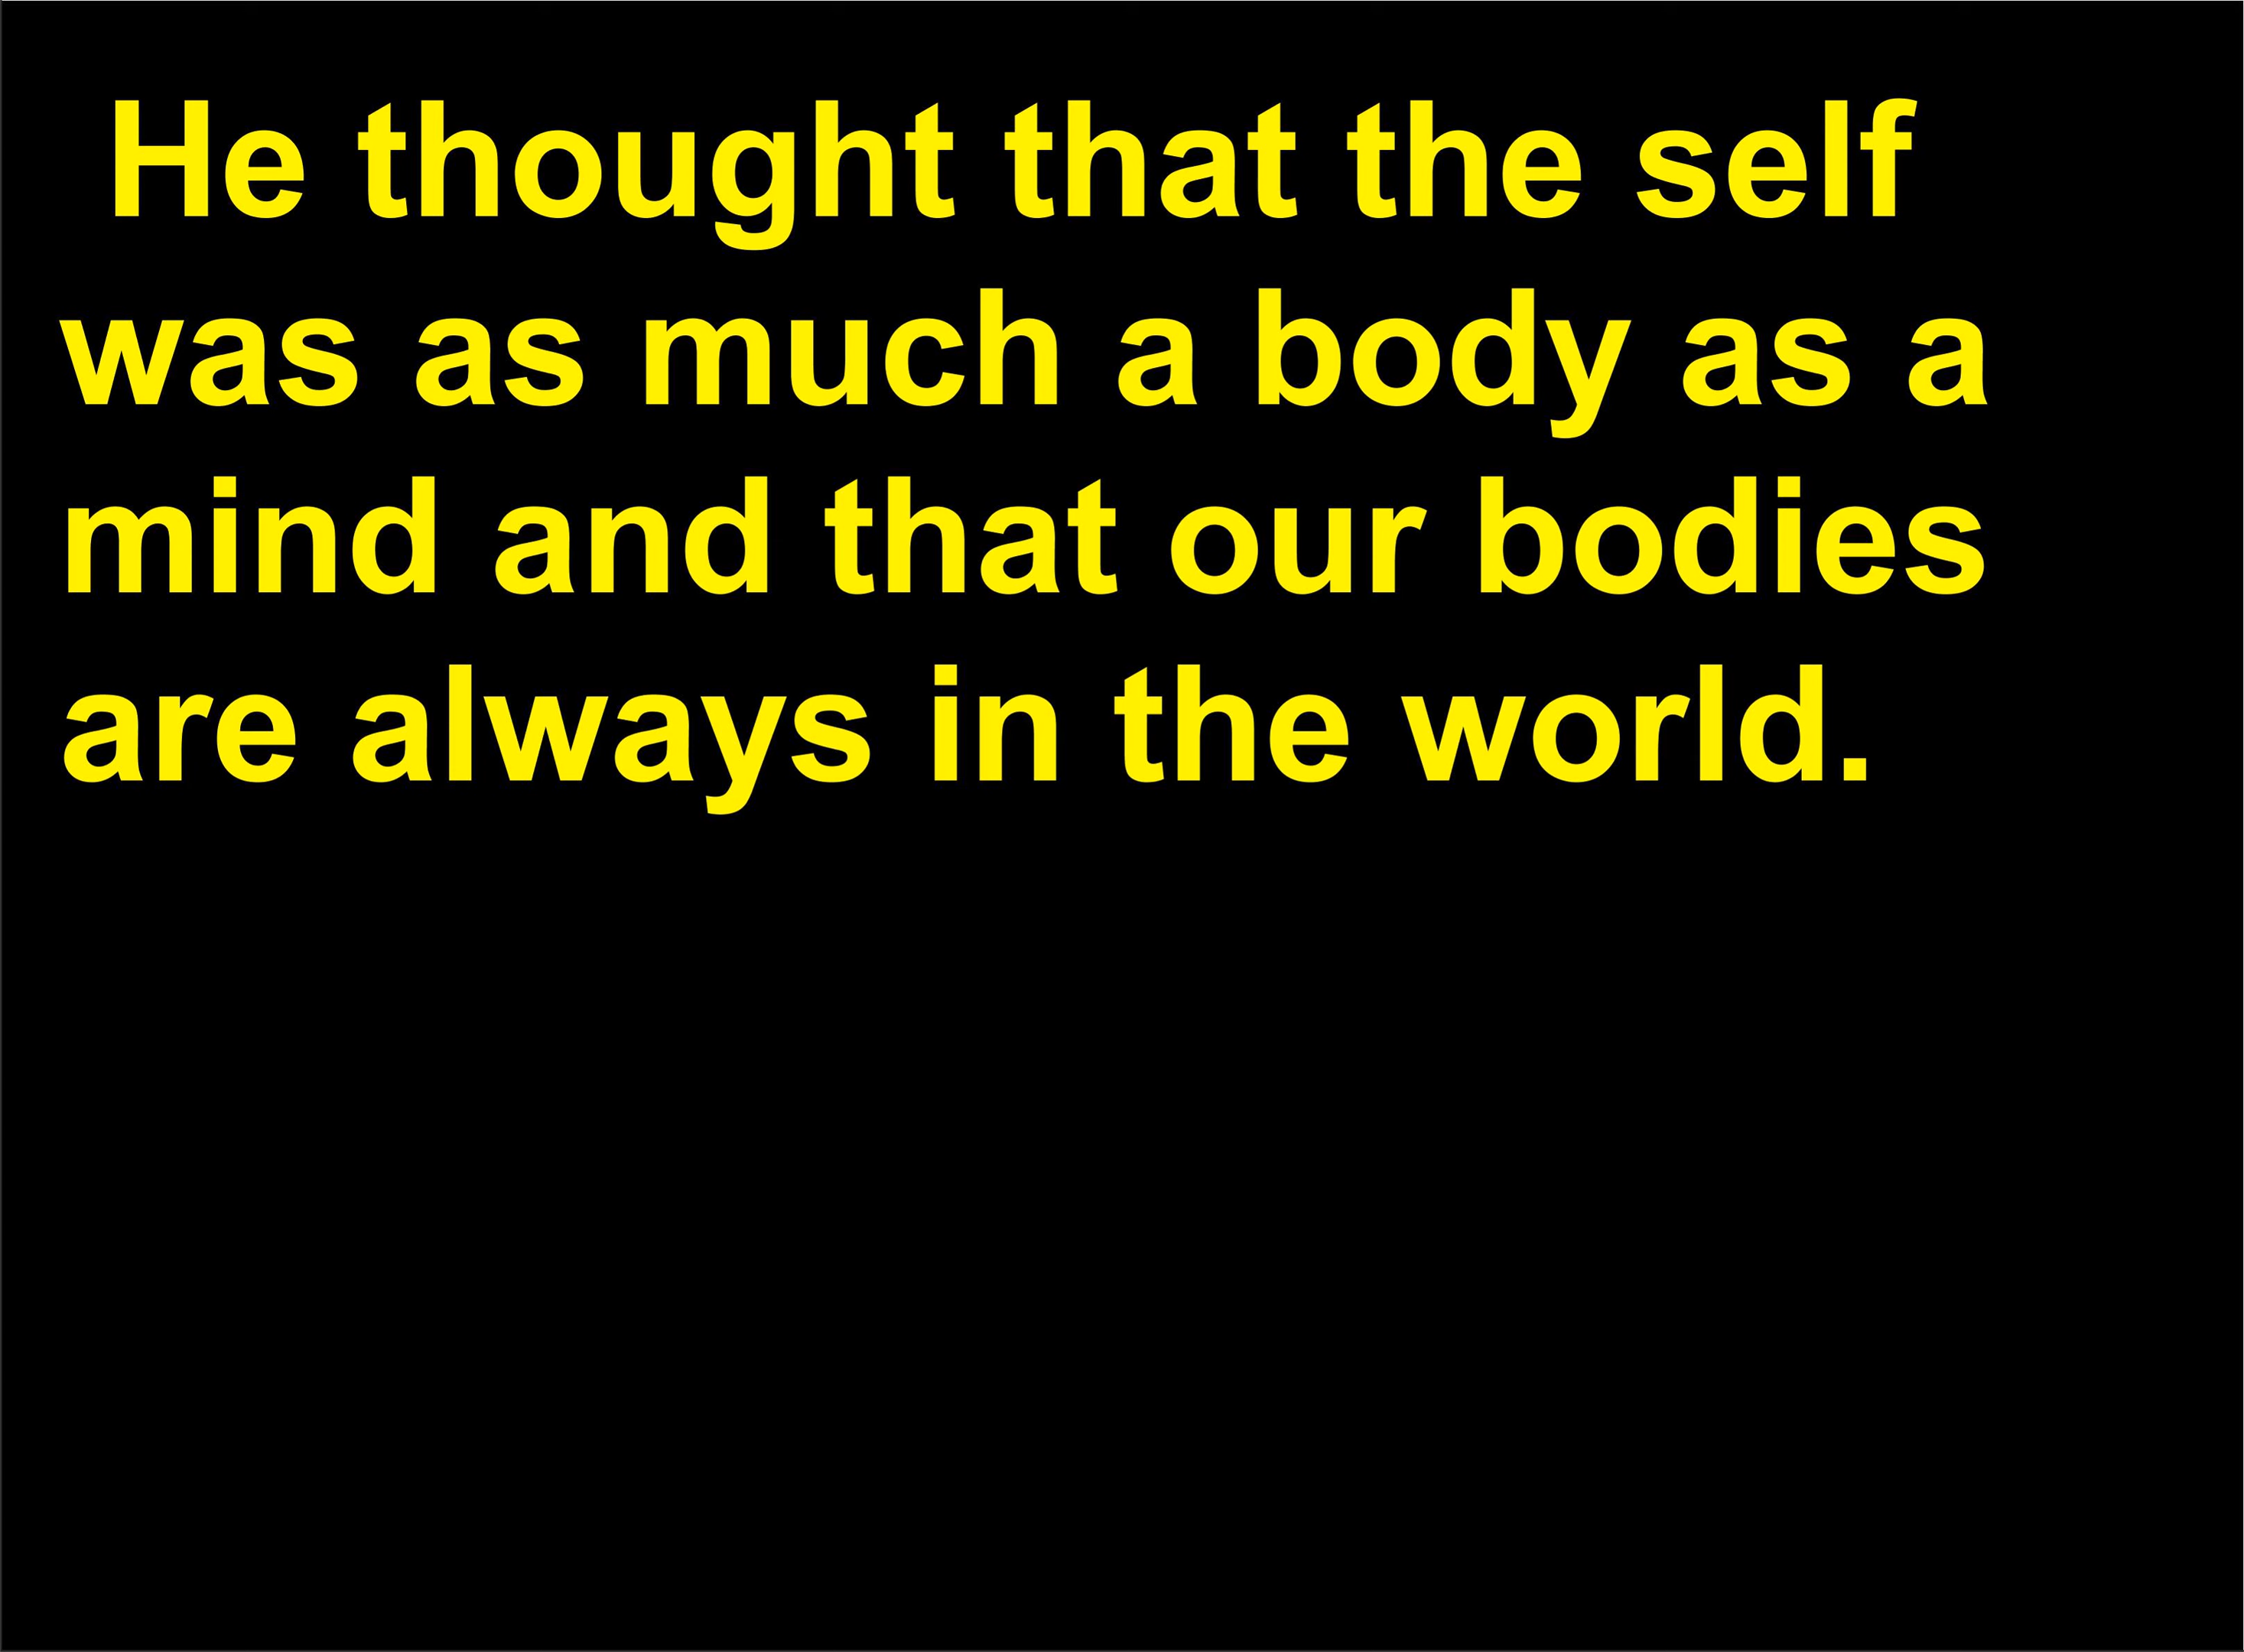 He thought that the self
was as much a body as a
mind and that our bodies
are always in the world.